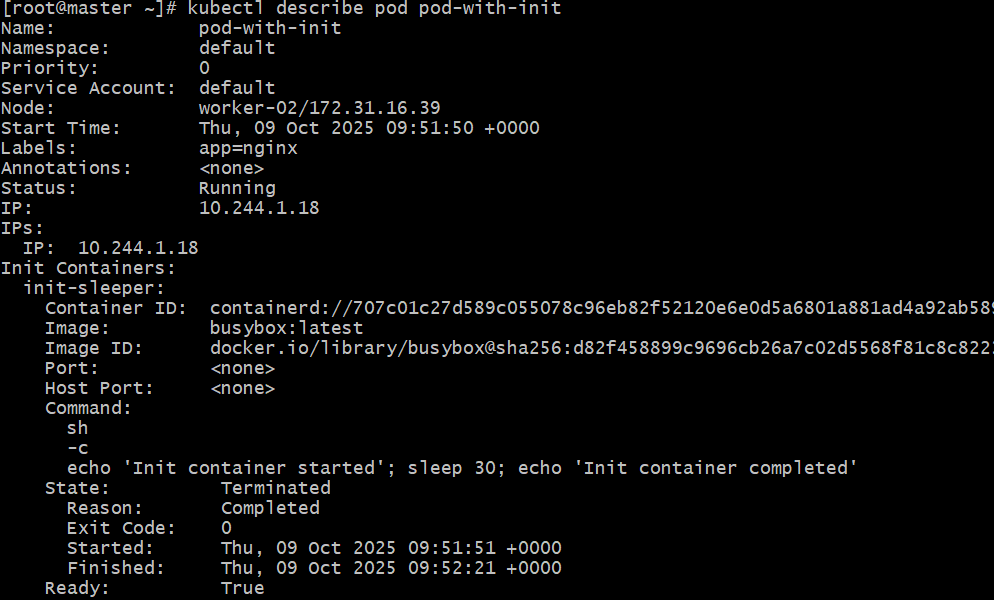 [root@master ~]# kubectl describe pod pod-with-init
Name:             pod-with-init
Namespace:        default
Priority:         0
Service Account:  default
Node:             worker-02/172.31.16.39
Start Time:       Thu, 09 Oct 2025 09:51:50 +0000
Labels:           app=nginx
Annotations:      <none>
Status:           Running
IP:               10.244.1.18
IPs:
  IP:  10.244.1.18
Init Containers:
  init-sleeper:
    Container ID:  containerd://707c01c27d589c055078c96eb82f52120e6e0d5a6801a881ad4a92ab589
    Image:         busybox:latest
    Image ID:      docker.io/library/busybox@sha256:d82f458899c9696cb26a7c02d5568f81c8c822
    Port:          <none>
    Host Port:     <none>
    Command:
      sh
      -c
      echo 'Init container started'; sleep 30; echo 'Init container completed'
    State:          Terminated
      Reason:       Completed
      Exit Code:    0
      Started:      Thu, 09 Oct 2025 09:51:51 +0000
      Finished:     Thu, 09 Oct 2025 09:52:21 +0000
    Ready:          True